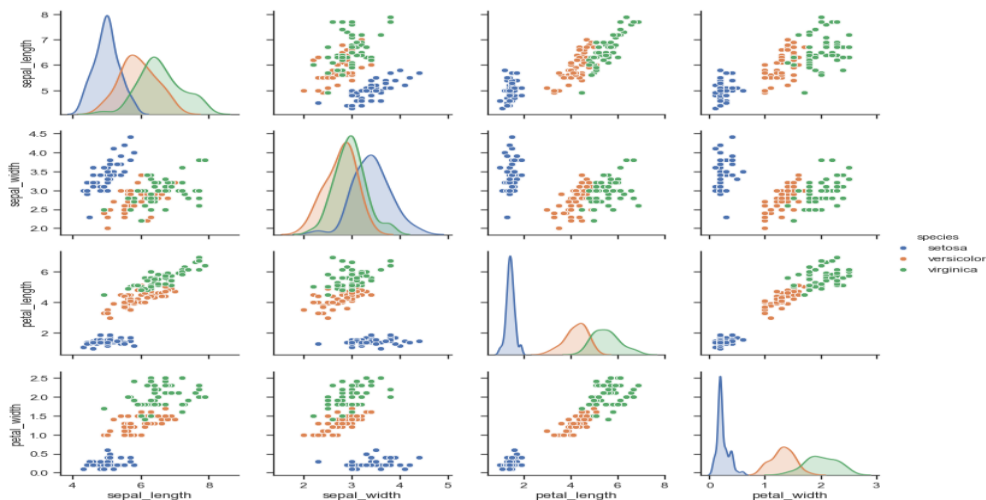 8
7
6
5
sepal_length
4.5
4.0
3.5
3.0
2.5
2.0
sepal_width
6
4
2
petal_length
2.5
2.0
1.5
1.0
0.5
0.0
petal_width
4 6 8
2 3 4 5
2 4 6 8
0 1 2 3
sepal_length
sepal_width
petal_length
petal_width
species
setosa
versicolor
virginica